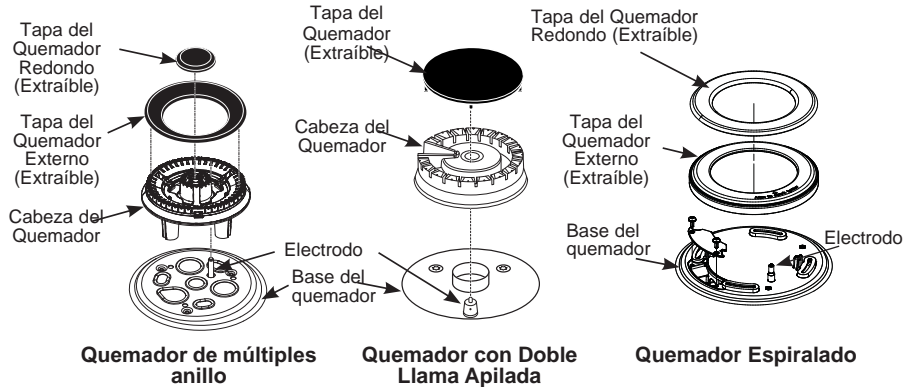 Tapa del
Quemador
Redondo
(Extraíble)
Tapa del
Quemador
Externo
(Extraíble)
Cabeza del
Quemador
Tapa del
Quemador
(Extraíble)
Cabeza del
Quemador
Electrodo
Base del
quemador
Tapa del Quemador
Redondo (Extraíble)
Tapa del
Quemador
Externo
(Extraíble)
Base del
quemador
Electrodo
Quemador de múltiples
anillo
Quemador con Doble
Llama Apilada
Quemador Espiralado